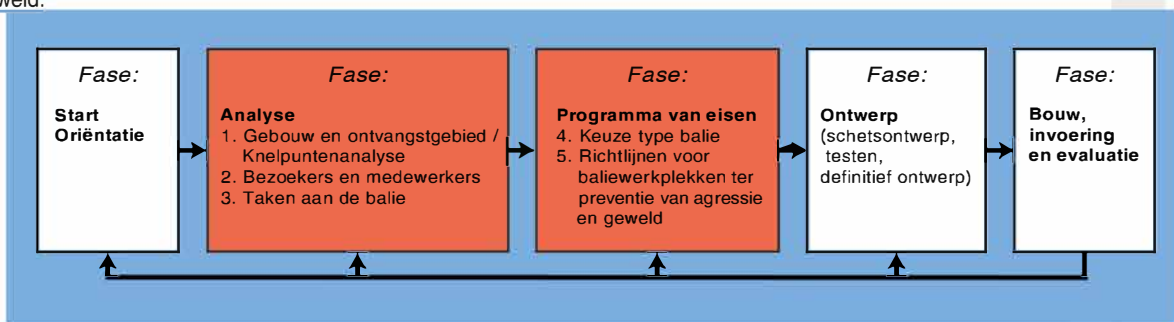 weld.
Fase:
Start
Oriëntatie
Fase:
Analyse
1. Gebouw en ontvangstgebied /
Knelpuntenanalyse
2. Bezoekers en medewerkers
3. Taken aan de balie
Fase:
Programma van eisen
4. Keuze type balie
5. Richtlijnen voor
baliewerkplekken ter
preventie van agressie
en geweld
Fase:
Ontwerp
(schetsontwerp,
testen,
definitief ontwerp)
Fase:
Bouw,
invoering
en evaluatie